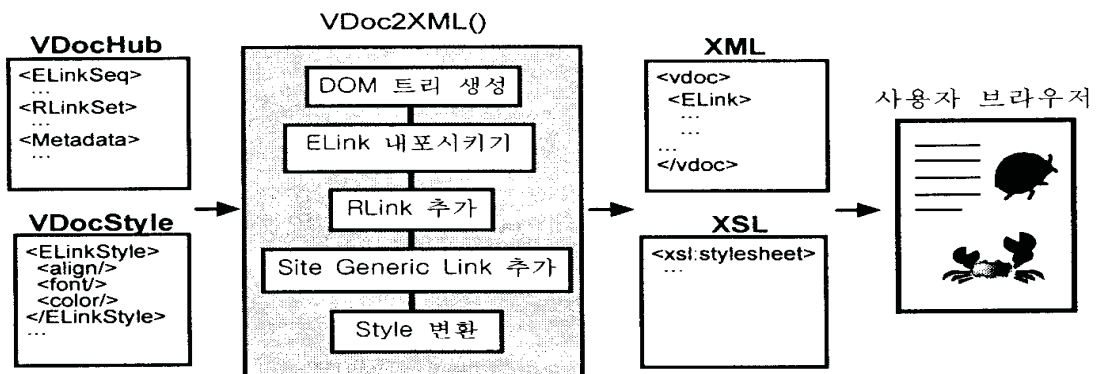 VDocHub
<ELinkSeq>
...
<RLinkSet>
...
<Metadata>
...
VDocStyle
<ELinkStyle>
<align/>
<font/>
<color/>
</ELinkStyle>
...
VDoc2XML()
DOM 트리 생성
ELink 내포시키기
RLink 추가
Site Generic Link 추가
Style 변환
XML
<vdoc>
<ELink>
...
...
...
</vdoc>
XSL
<xsl:stylesheet>
...
사용자 브라우저